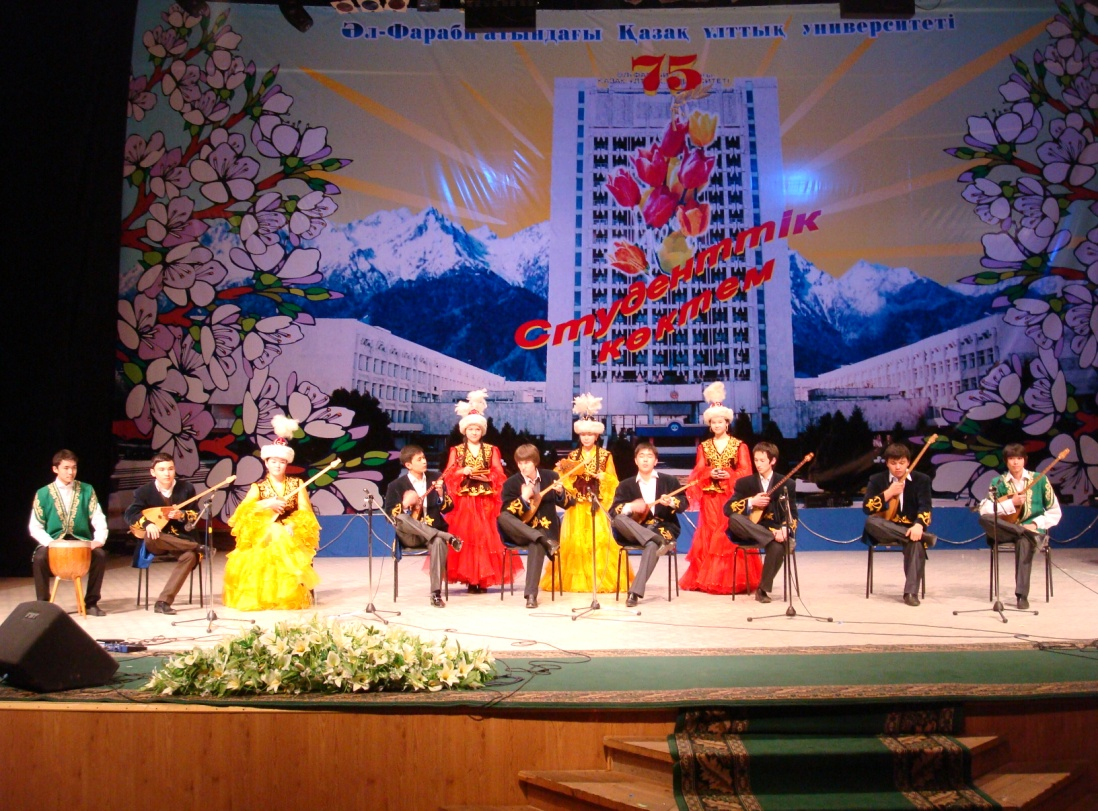 Әл-Фараби атындағы Қазақ ұлттық университеті
75
Студенттік
көктем